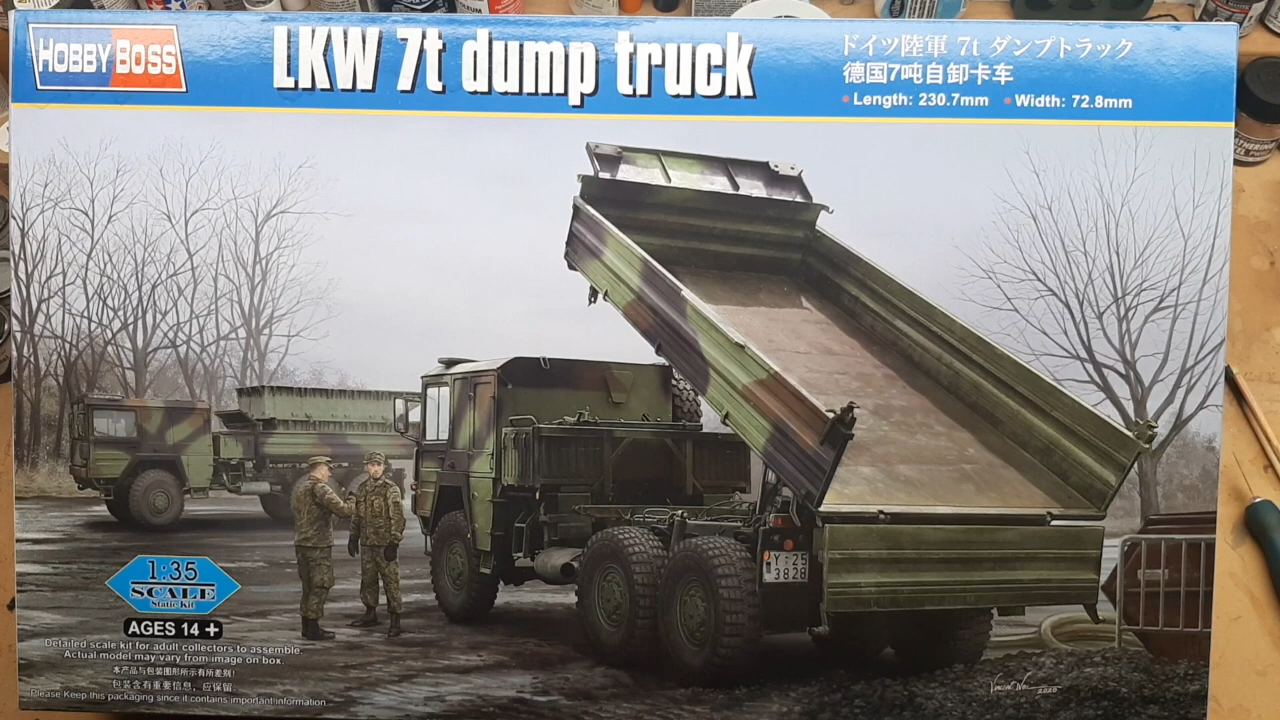 HOBBY BOSS
LKW 7t dump truck
ドイツ陸軍 7t ダンプトラック
德国7吨自卸卡车
Length: 230.7mm Width: 72.8mm
Y-25
3828
1:35
SCALE
Static Kit
AGES 14 +
Detailed scale kit for adult collectors to assemble.
Actual model may vary from image on box.
本产品与包装图形所示有所差别!
包装含有重要信息,应保留.
Please Keep this packaging since it contains important information
2020